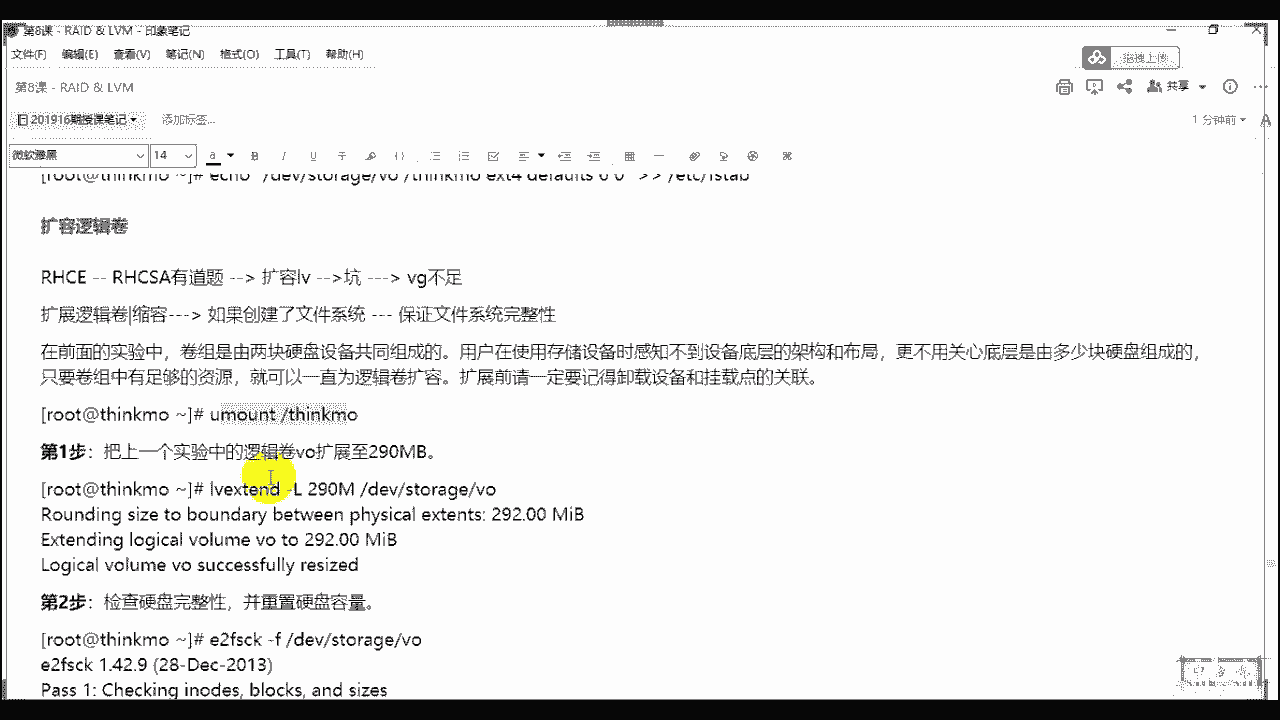 第8课 - RAID & LVM - 印象笔记
文件(F) 编辑(E) 查看(V) 笔记(N) 格式(O) 工具(T) 帮助(H)
拖拽上传
第8课 - RAID & LVM
共享
201916期授课笔记 添加标签...
1 分钟前
微软雅黑 14
[root@thinkmo ~]# echo "/dev/storage/vo /thinkmo ext4 defaults 0 0" >> /etc/fstab
扩容逻辑卷
RHCE -- RHCSA有道题 --> 扩容lv -->坑 ---> vg不足
扩展逻辑卷|缩容---> 如果创建了文件系统 --- 保证文件系统完整性
在前面的实验中，卷组是由两块硬盘设备共同组成的。用户在使用存储设备时感知不到设备底层的架构和布局，更不用关心底层是由多少块硬盘组成的，
只要卷组中有足够的资源，就可以一直为逻辑卷扩容。扩展前请一定要记得卸载设备和挂载点的关联。
[root@thinkmo ~]# umount /thinkmo
第1步：把上一个实验中的逻辑卷vo扩展至290MB。
[root@thinkmo ~]# lvextend -L 290M /dev/storage/vo
Rounding size to boundary between physical extents: 292.00 MiB
Extending logical volume vo to 292.00 MiB
Logical volume vo successfully resized
第2步：检查硬盘完整性，并重置硬盘容量。
[root@thinkmo ~]# e2fsck -f /dev/storage/vo
e2fsck 1.42.9 (28-Dec-2013)
Pass 1: Checking inodes, blocks, and sizes